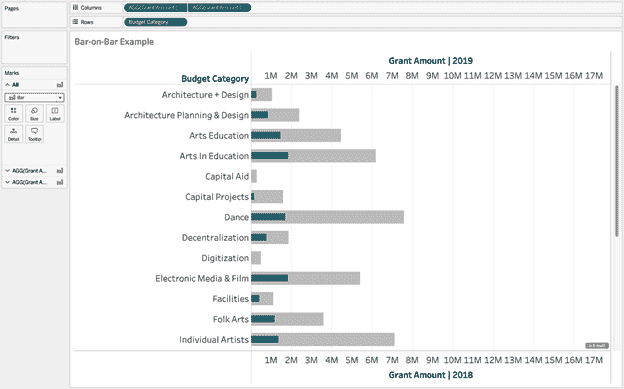 Pages
Columns
Rows
Budget Category
Filters
Bar-on-Bar Example
Grant Amount | 2019
Budget Category
1M 2M 3M 4M 5M 6M 7M 8M 9M 10M 11M 12M 13M 14M 15M 16M 17M
Marks
All
Bar
Color
Size
Label
Detail
Tooltip
AGG(Grant A...
AGG(Grant A...
Architecture + Design
Architecture Planning & Design
Arts Education
Arts In Education
Capital Aid
Capital Projects
Dance
Decentralization
Digitization
Electronic Media & Film
Facilities
Folk Arts
Individual Artists
1M 2M 3M 4M 5M 6M 7M 8M 9M 10M 11M 12M 13M 14M 15M 16M 17M
Grant Amount | 2018